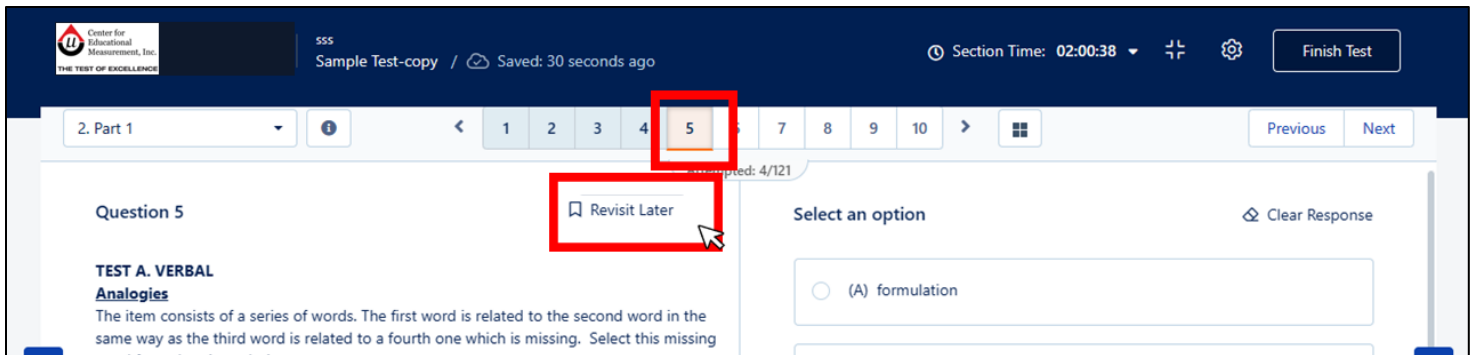 Center for
Educational
Measurement, Inc.
THE TEST OF EXCELLENCE
sss
Sample Test-copy / Saved: 30 seconds ago
Section Time: 02:00:38
Finish Test
2. Part 1
1 2 3 4 5 7 8 9 10
Previous Next
Attempted: 4/121
Question 5
Revisit Later
TEST A. VERBAL
Analogies
The item consists of a series of words. The first word is related to the second word in the
same way as the third word is related to a fourth one which is missing. Select this missing
Select an option
Clear Response
(A) formulation